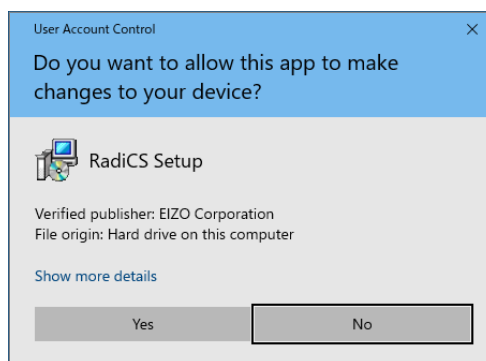 User Account Control
Do you want to allow this app to make
changes to your device?
RadiCS Setup
Verified publisher: EIZO Corporation
File origin: Hard drive on this computer
Show more details
Yes
No